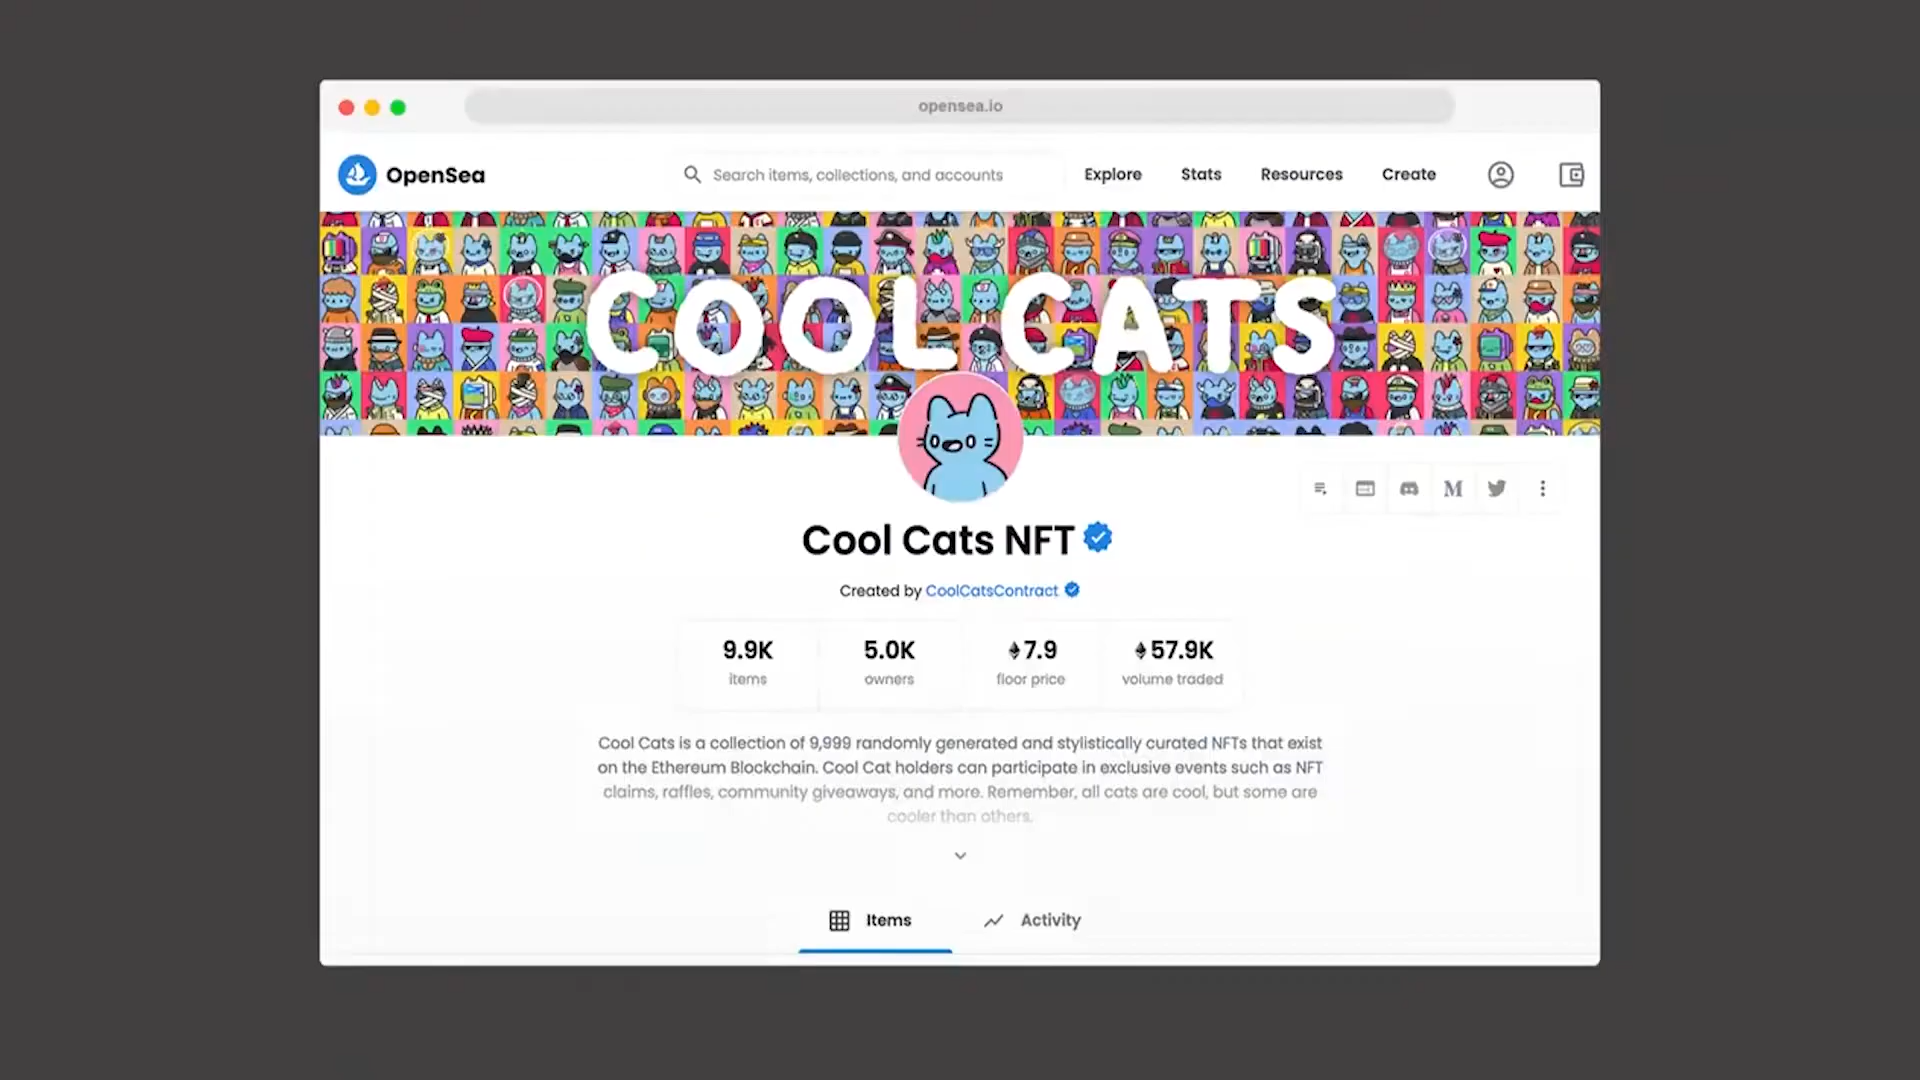 opensea.io
OpenSea
Search items, collections, and accounts
Explore
Stats
Resources
Create
COOL CATS
Cool Cats NFT
Created by CoolCatsContract
9.9K
items
5.0K
owners
7.9
floor price
57.9K
volume traded
Cool Cats is a collection of 9,999 randomly generated and stylistically curated NFTs that exist
on the Ethereum Blockchain. Cool Cat holders can participate in exclusive events such as NFT
claims, raffles, community giveaways, and more. Remember, all cats are cool, but some are
cooler than others.
Items
Activity